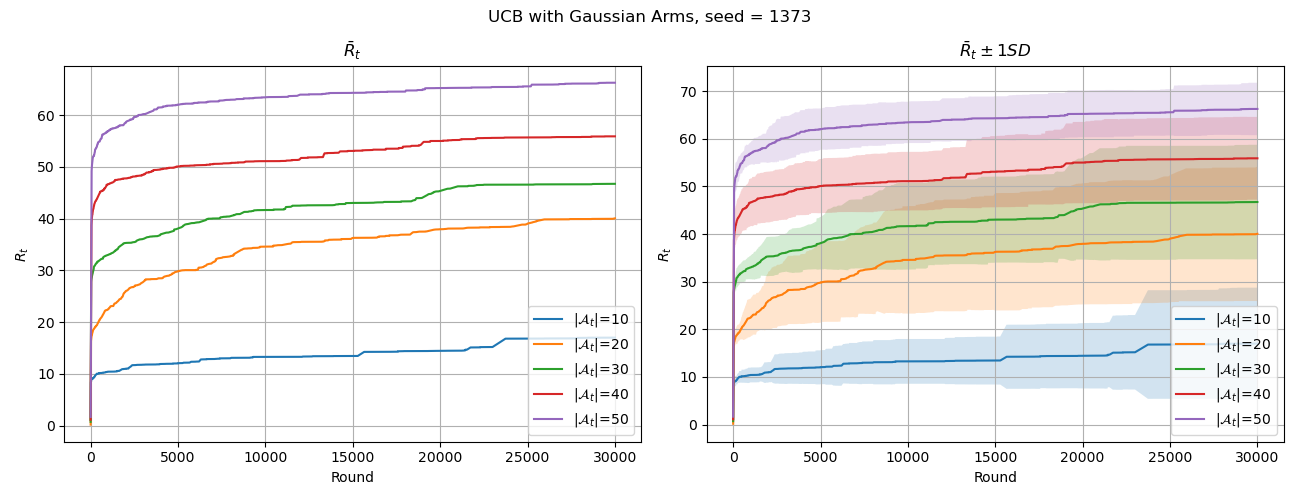 UCB with Gaussian Arms, seed = 1373
R̄ₜ
Rₜ
60
50
40
30
20
10
0
0 5000 10000 15000 20000 25000 30000
Round
|𝒜ₜ|=10
|𝒜ₜ|=20
|𝒜ₜ|=30
|𝒜ₜ|=40
|𝒜ₜ|=50
R̄ₜ ± 1SD
Rₜ
70
60
50
40
30
20
10
0
0 5000 10000 15000 20000 25000 30000
Round
|𝒜ₜ|=10
|𝒜ₜ|=20
|𝒜ₜ|=30
|𝒜ₜ|=40
|𝒜ₜ|=50